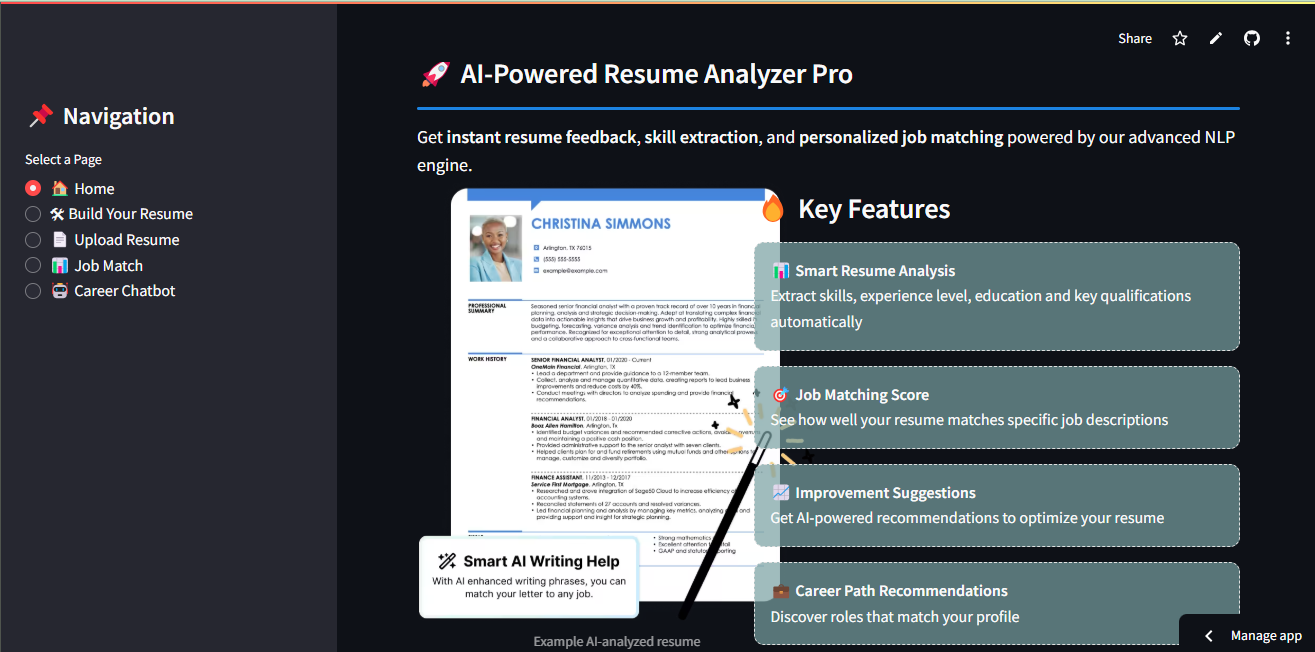 Share
📌 Navigation
Select a Page
🏠 Home
🛠 Build Your Resume
📄 Upload Resume
📊 Job Match
🤖 Career Chatbot
🚀 AI-Powered Resume Analyzer Pro
Get instant resume feedback, skill extraction, and personalized job matching powered by our advanced NLP
engine.
CHRISTINA SIMMONS
Arlington, TX 76015
(555) 555-5555
example@example.com
PROFESSIONAL
SUMMARY
Seasoned senior financial analyst with a proven track record of over 10 years in financial
planning, analysis and strategic decision-making. Adept at translating complex financial
data into actionable insights that drive business growth and profitability. Highly skilled
budgeting, forecasting, variance analysis and trend identification to optimize financial
performance. Recognized for exceptional attention to detail, strong analytical
and a collaborative approach to cross-functional teams.
WORK HISTORY
SENIOR FINANCIAL ANALYST, 01/2020 - Current
OneMain Financial, Arlington, TX
• Lead a department and provide guidance to a 12-member team.
• Collect, analyze and manage quantitative data, creating reports to lead business
improvements and reduce costs by 40%.
• Conduct meetings with directors to analyze spending and provide financial
recommendations.
FINANCIAL ANALYST, 01/2018 - 01/2020
Booz Allen Hamilton, Arlington, TX
• Identified budget variances and recommended corrective actions,
and maintaining a positive cash position.
• Provided administrative support to the senior analyst with seven clients.
• Helped clients plan for and fund retirements using mutual funds and other options to
manage, customize and diversify portfolio.
FINANCE ASSISTANT, 11/2013 - 12/2017
Service First Mortgage, Arlington, TX
• Researched and drove integration of Sage50 Cloud to increase efficiency of
accounting systems.
• Reconciled statements of 27 accounts and resolved variances.
• Led financial planning and analysis by managing key metrics, analyzing and
providing support and insight for strategic planning.
• Strong mathematics
• Excellent attention
• GAAP and statutory reporting
Smart AI Writing Help
With AI enhanced writing phrases, you can
match your letter to any job.
Example AI-analyzed resume
🔥 Key Features
📊 Smart Resume Analysis
Extract skills, experience level, education and key qualifications
automatically
🎯 Job Matching Score
See how well your resume matches specific job descriptions
📈 Improvement Suggestions
Get AI-powered recommendations to optimize your resume
💼 Career Path Recommendations
Discover roles that match your profile
Manage app